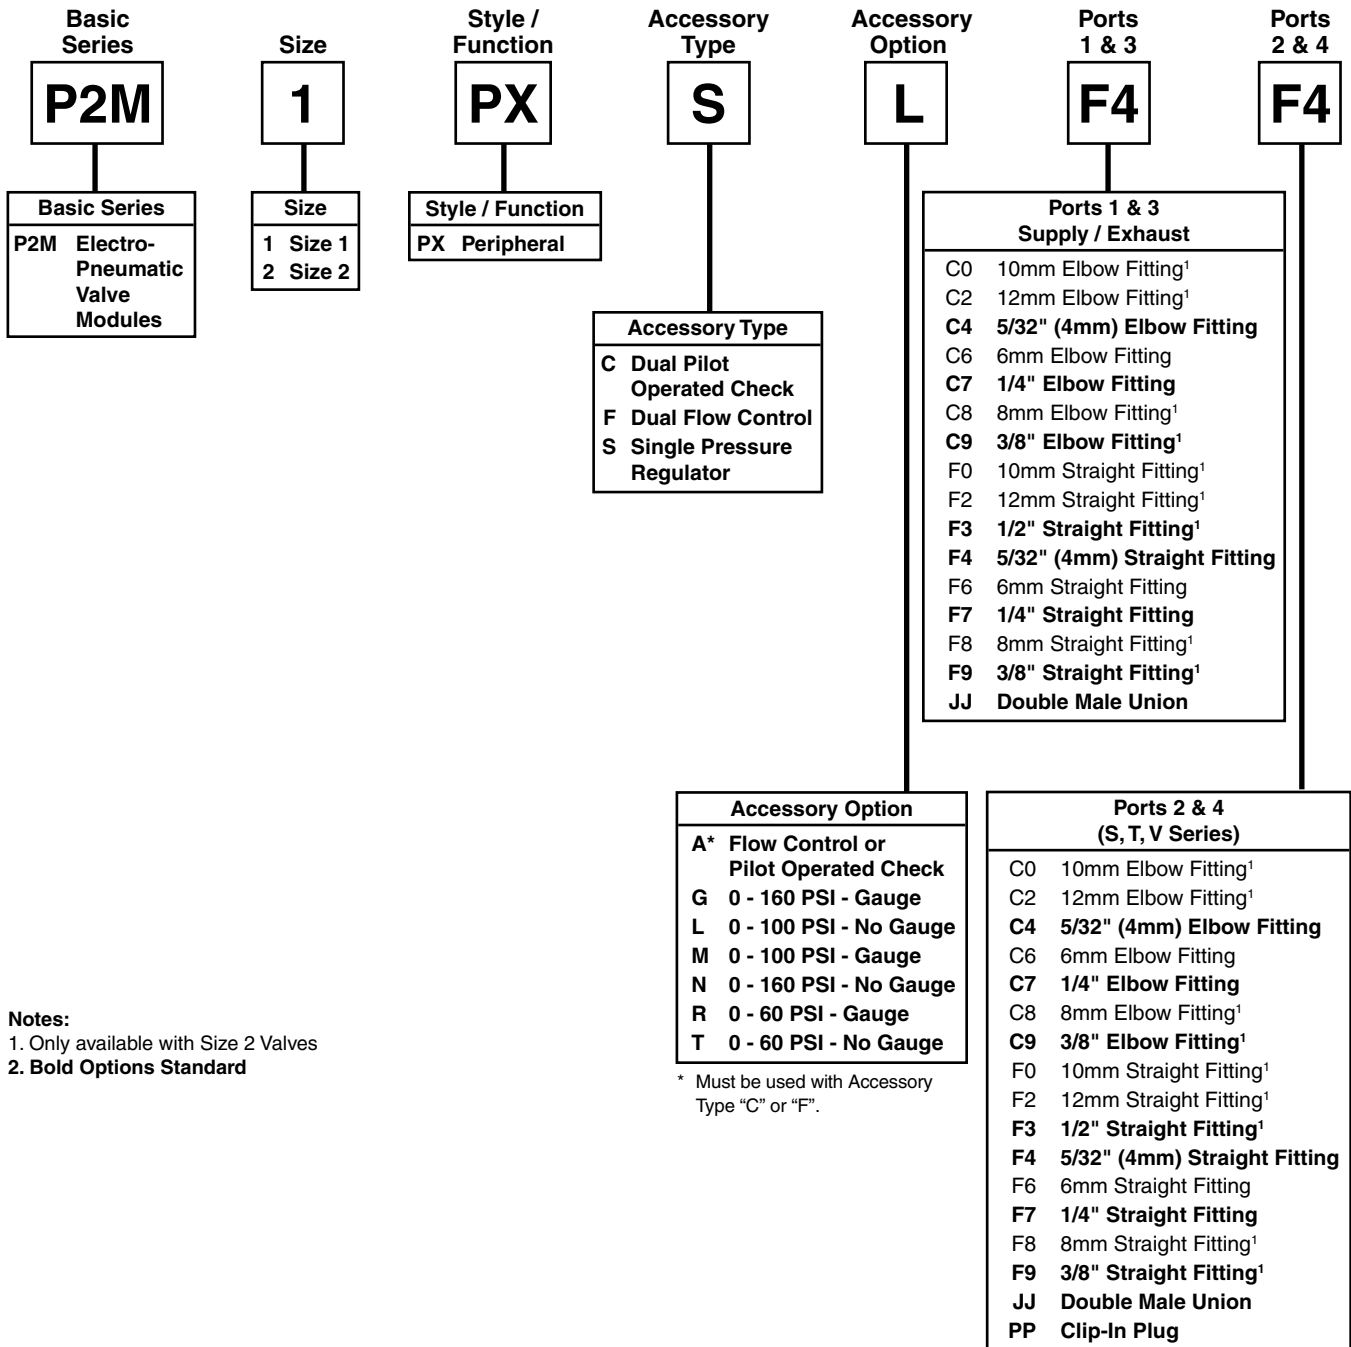 Basic Series
Size
Style / Function
Accessory Type
Accessory Option
Ports 1 & 3
Ports 2 & 4
P2M
1
PX
S
L
F4
F4
Basic Series
P2M Electro-
Pneumatic
Valve
Modules
Size
1 Size 1
2 Size 2
Style / Function
PX Peripheral
Accessory Type
C Dual Pilot
Operated Check
F Dual Flow Control
S Single Pressure
Regulator
Ports 1 & 3
Supply / Exhaust
C0 10mm Elbow Fitting¹
C2 12mm Elbow Fitting¹
C4 5/32" (4mm) Elbow Fitting
C6 6mm Elbow Fitting
C7 1/4" Elbow Fitting
C8 8mm Elbow Fitting¹
C9 3/8" Elbow Fitting¹
F0 10mm Straight Fitting¹
F2 12mm Straight Fitting¹
F3 1/2" Straight Fitting¹
F4 5/32" (4mm) Straight Fitting
F6 6mm Straight Fitting
F7 1/4" Straight Fitting
F8 8mm Straight Fitting¹
F9 3/8" Straight Fitting¹
JJ Double Male Union
Accessory Option
A* Flow Control or
Pilot Operated Check
G 0 - 160 PSI - Gauge
L 0 - 100 PSI - No Gauge
M 0 - 100 PSI - Gauge
N 0 - 160 PSI - No Gauge
R 0 - 60 PSI - Gauge
T 0 - 60 PSI - No Gauge
* Must be used with Accessory
Type “C” or “F”.
Ports 2 & 4
(S, T, V Series)
C0 10mm Elbow Fitting¹
C2 12mm Elbow Fitting¹
C4 5/32" (4mm) Elbow Fitting
C6 6mm Elbow Fitting
C7 1/4" Elbow Fitting
C8 8mm Elbow Fitting¹
C9 3/8" Elbow Fitting¹
F0 10mm Straight Fitting¹
F2 12mm Straight Fitting¹
F3 1/2" Straight Fitting¹
F4 5/32" (4mm) Straight Fitting
F6 6mm Straight Fitting
F7 1/4" Straight Fitting
F8 8mm Straight Fitting¹
F9 3/8" Straight Fitting¹
JJ Double Male Union
PP Clip-In Plug
Notes:
1. Only available with Size 2 Valves
2. Bold Options Standard